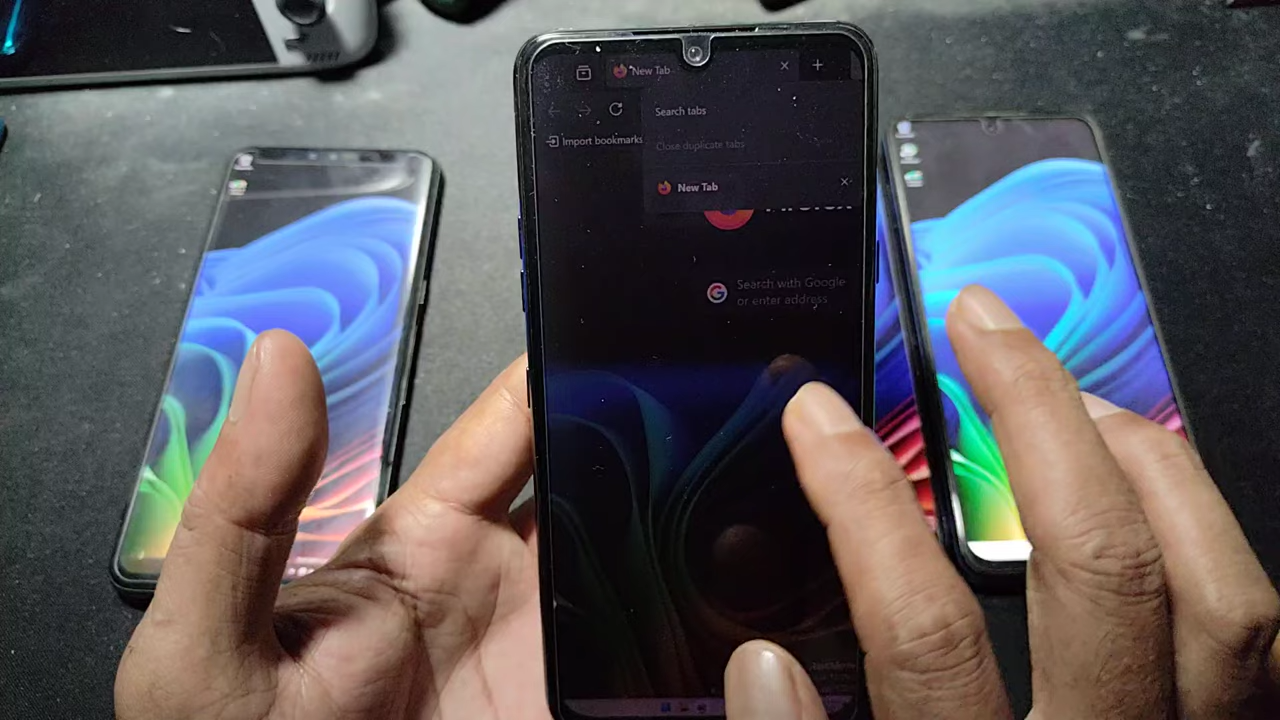 New Tab
Search tabs
Import bookmarks
Close duplicate tabs
New Tab
Search with Google
or enter address